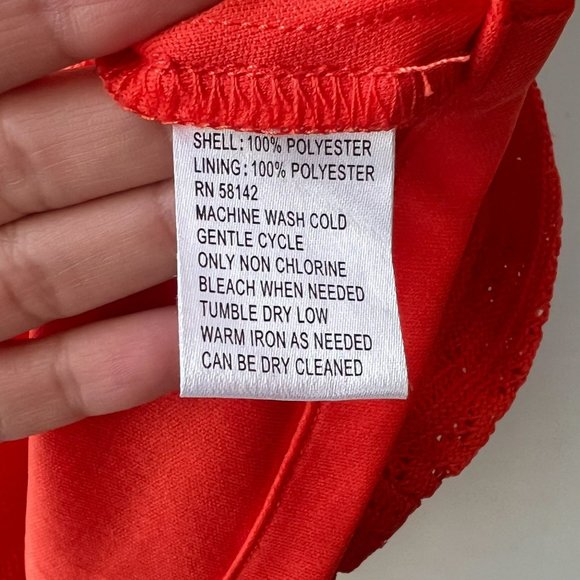 SHELL: 100% POLYESTER
LINING: 100% POLYESTER
RN 58142
MACHINE WASH COLD
GENTLE CYCLE
ONLY NON CHLORINE
BLEACH WHEN NEEDED
TUMBLE DRY LOW
WARM IRON AS NEEDED
CAN BE DRY CLEANED